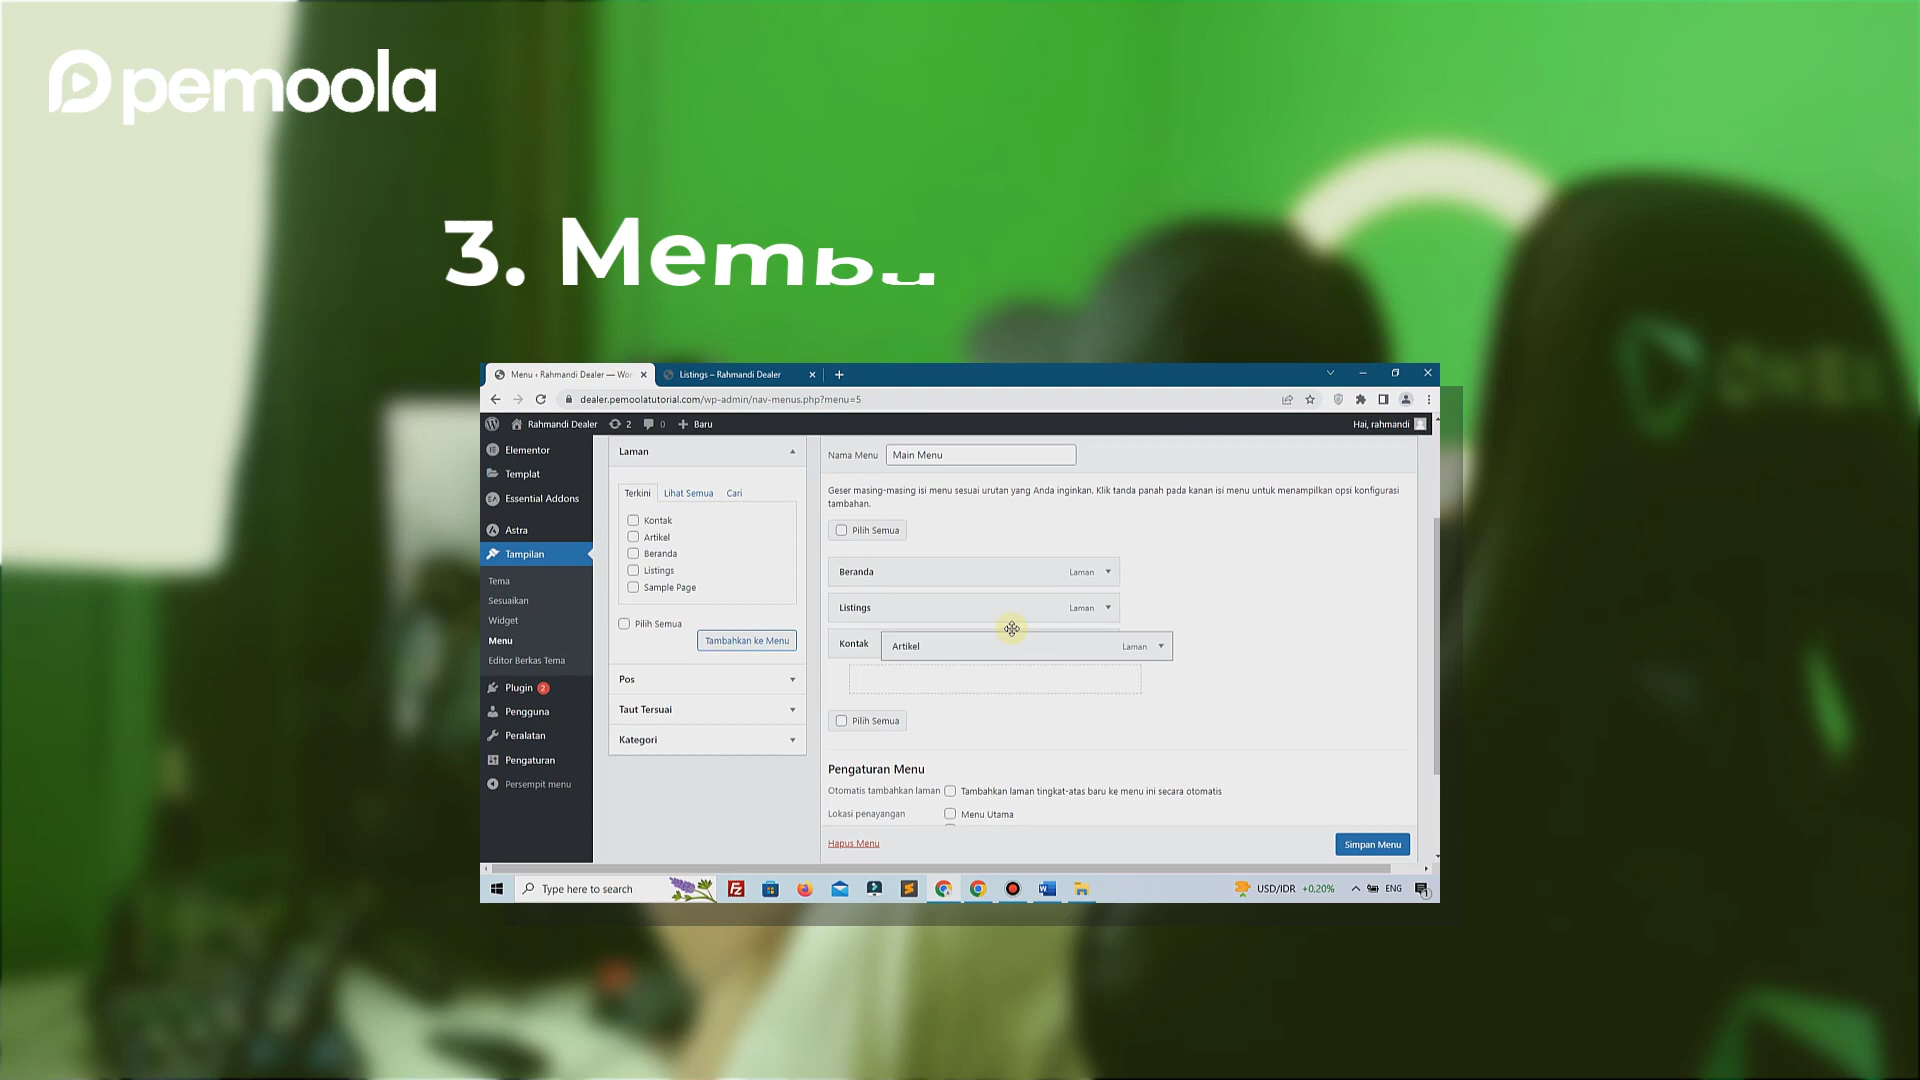 pemoola
3. Membu
Menu ‹ Rahmandi Dealer — Wor
Listings – Rahmandi Dealer
dealer.pemoolatutorial.com/wp-admin/nav-menus.php?menu=5
Rahmandi Dealer 2 0 + Baru
Hai, rahmandi
Elementor
Templat
Essential Addons
Astra
Tampilan
Tema
Sesuaikan
Widget
Menu
Editor Berkas Tema
Plugin 2
Pengguna
Peralatan
Pengaturan
Persempit menu
Laman
Terkini Lihat Semua Cari
Kontak
Artikel
Beranda
Listings
Sample Page
Pilih Semua
Tambahkan ke Menu
Pos
Taut Tersuai
Kategori
Nama Menu Main Menu
Geser masing-masing isi menu sesuai urutan yang Anda inginkan. Klik tanda panah pada kanan isi menu untuk menampilkan opsi konfigurasi
tambahan.
Pilih Semua
Beranda Laman
Listings Laman
Kontak
Artikel Laman
Pilih Semua
Pengaturan Menu
Otomatis tambahkan laman Tambahkan laman tingkat-atas baru ke menu ini secara otomatis
Lokasi penayangan Menu Utama
Hapus Menu
Simpan Menu
Type here to search
USD/IDR +0.20%
ENG
1